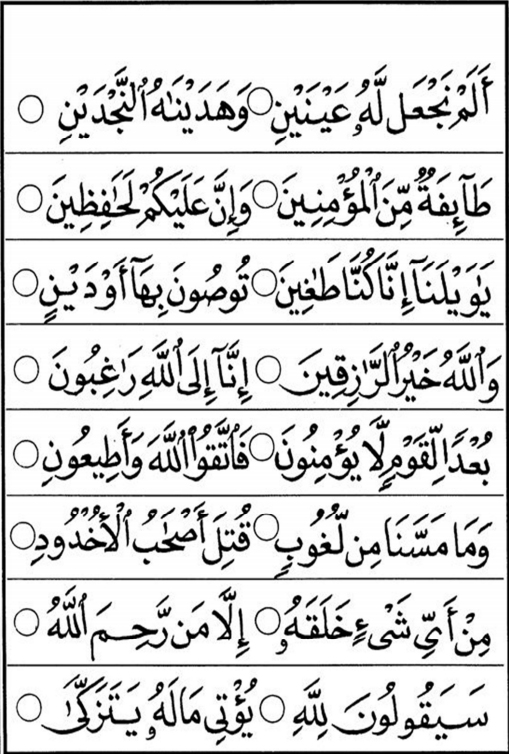 أَلَمْ نَجْعَل لَّهُۥ عَيْنَيْنِ ○ وَهَدَيْنَـٰهُ ٱلنَّجْدَيْنِ ○
طَآئِفَةٌ مِّنَ ٱلْمُؤْمِنِينَ ○ وَإِنَّ عَلَيْكُمْ لَحَـٰفِظِينَ ○
يَـٰوَيْلَنَآ إِنَّا كُنَّا طَـٰغِينَ ○ تُوصُونَ بِهَآ أَوْ دَيْنٍ ○
وَٱللَّهُ خَيْرُ ٱلرَّٰزِقِينَ ○ إِنَّآ إِلَى ٱللَّهِ رَٰغِبُونَ ○
بُعْدًا لِّقَوْمٍ لَّا يُؤْمِنُونَ ○ فَٱتَّقُوا۟ ٱللَّهَ وَأَطِيعُونِ ○
وَمَا مَسَّنَا مِن لُّغُوبٍ ○ قُتِلَ أَصْحَـٰبُ ٱلْأُخْدُودِ ○
مِنْ أَىِّ شَىْءٍ خَلَقَهُۥ ○ إِلَّا مَن رَّحِمَ ٱللَّهُ ○
سَيَقُولُونَ لِلَّهِ ○ يُؤْتِى مَالَهُۥ يَتَزَكَّىٰ ○